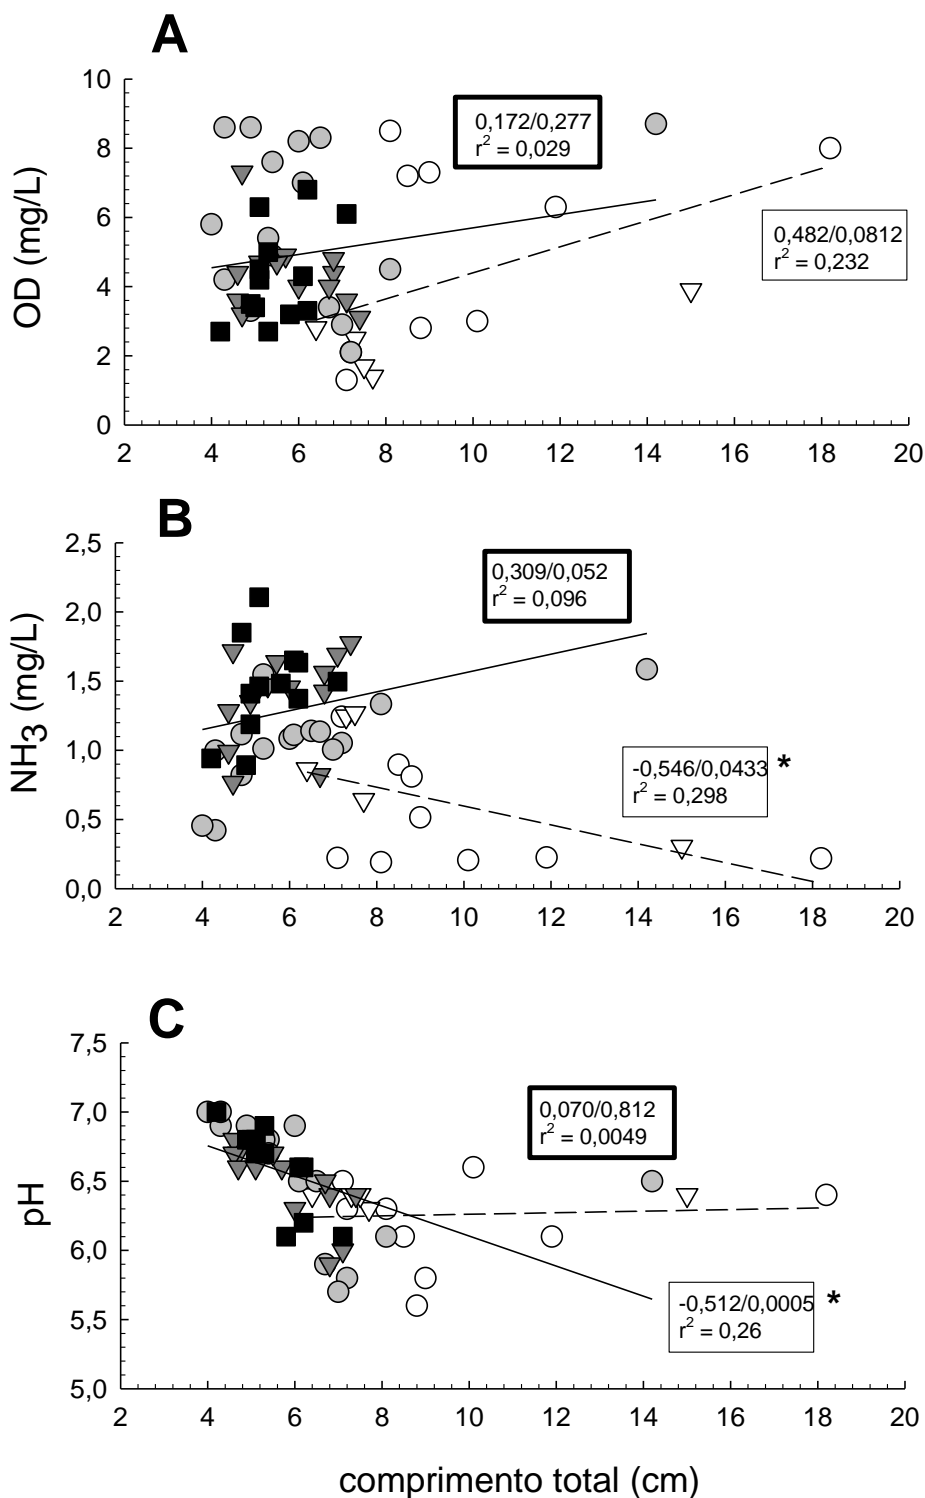 A
10
8
6
4
2
0
OD (mg/L)
0,172/0,277
r² = 0,029
0,482/0,0812
r² = 0,232
2 4 6 8 10 12 14 16 18 20
B
2,5
2,0
1,5
1,0
0,5
0,0
NH₃ (mg/L)
0,309/0,052
r² = 0,096
-0,546/0,0433 *
r² = 0,298
2 4 6 8 10 12 14 16 18 20
C
7,5
7,0
6,5
6,0
5,5
5,0
pH
0,070/0,812
r² = 0,0049
-0,512/0,0005 *
r² = 0,26
2 4 6 8 10 12 14 16 18 20
comprimento total (cm)